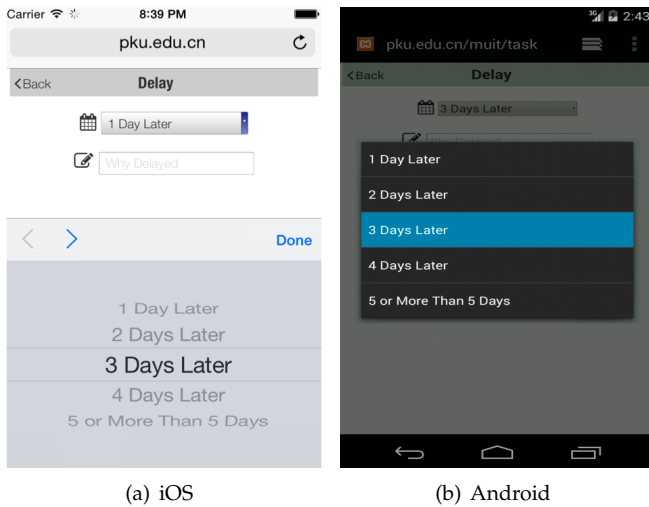 Carrier 8:39 PM
pku.edu.cn
Back Delay
1 Day Later
Why Delayed
Done
1 Day Later
2 Days Later
3 Days Later
4 Days Later
5 or More Than 5 Days
(a) iOS
3G 2:43
pku.edu.cn/muit/task
Back Delay
3 Days Later
Why Delayed
1 Day Later
2 Days Later
3 Days Later
4 Days Later
5 or More Than 5 Days
(b) Android